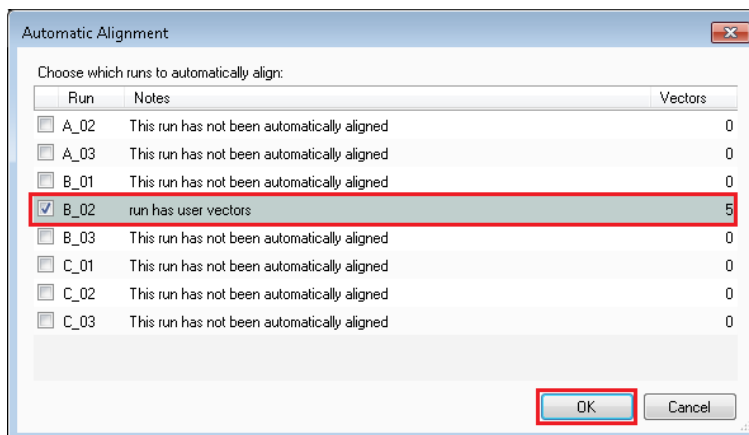 Automatic Alignment
Choose which runs to automatically align:
Run Notes Vectors
A_02 This run has not been automatically aligned 0
A_03 This run has not been automatically aligned 0
B_01 This run has not been automatically aligned 0
B_02 run has user vectors 5
B_03 This run has not been automatically aligned 0
C_01 This run has not been automatically aligned 0
C_02 This run has not been automatically aligned 0
C_03 This run has not been automatically aligned 0
OK Cancel